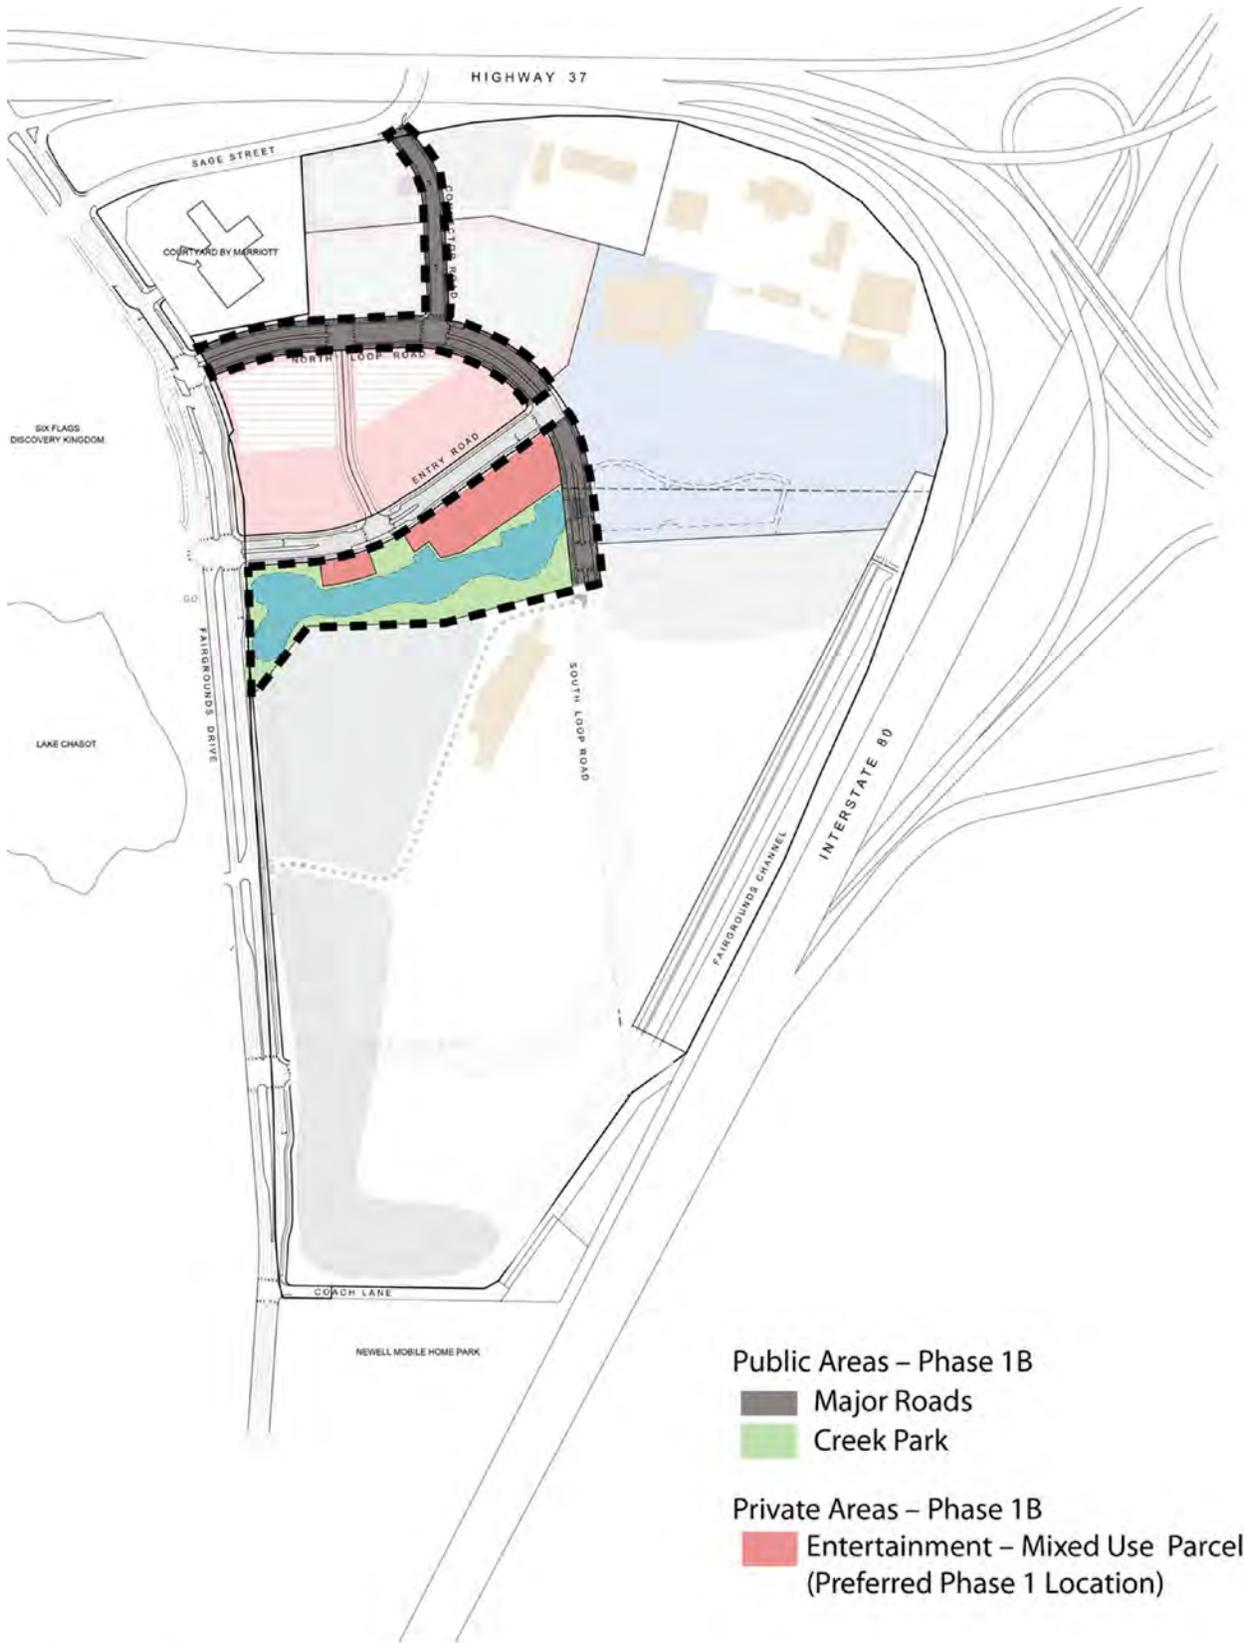 HIGHWAY 37
SAGE STREET
CONNECTOR ROAD
COURTYARD BY MARRIOTT
NORTH LOOP ROAD
SIX FLAGS
DISCOVERY KINGDOM
ENTRY ROAD
FAIRGROUNDS DRIVE
SOUTH LOOP ROAD
LAKE CHABOT
INTERSTATE 80
FAIRGROUNDS CHANNEL
COACH LANE
NEWELL MOBILE HOME PARK
Public Areas – Phase 1B
Major Roads
Creek Park
Private Areas – Phase 1B
Entertainment – Mixed Use Parcel
(Preferred Phase 1 Location)